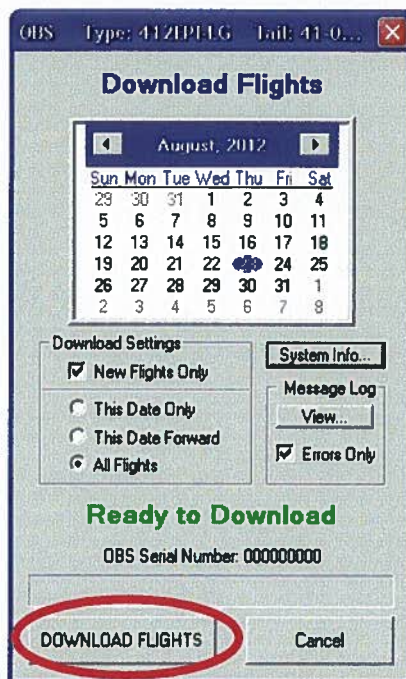 OBS Type: 412EPFLG Tail: 41-0...
Download Flights
August, 2012
Sun Mon Tue Wed Thu Fri Sat
29 30 31 1 2 3 4
5 6 7 8 9 10 11
12 13 14 15 16 17 18
19 20 21 22 24 25
26 27 28 29 30 31 1
2 3 4 5 6 7 8
Download Settings
New Flights Only
This Date Only
This Date Forward
All Flights
System Info...
Message Log
View...
Errors Only
Ready to Download
OBS Serial Number: 000000000
DOWNLOAD FLIGHTS
Cancel